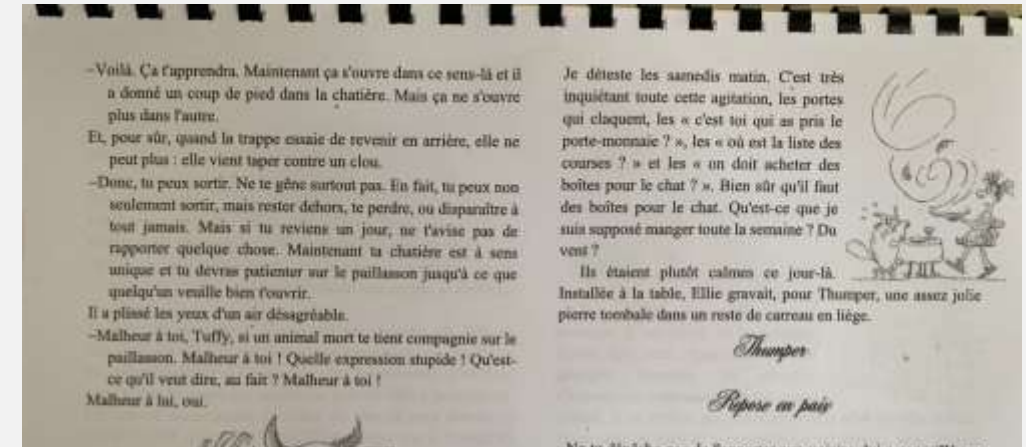 –Voilà. Ça t'apprendra. Maintenant ça s'ouvre dans ce sens-là et il
a donné un coup de pied dans la chatière. Mais ça ne s'ouvre
plus dans l'autre.
Et, pour sûr, quand la trappe essaie de revenir en arrière, elle ne
peut plus : elle vient taper contre un clou.
–Donc, tu peux sortir. Ne te gêne surtout pas. En fait, tu peux non
seulement sortir, mais rester dehors, te perdre, ou disparaître à
tout jamais. Mais si tu reviens un jour, ne t'avise pas de
rapporter quelque chose. Maintenant ta chatière est à sens
unique et tu devras patienter sur le paillasson jusqu'à ce que
quelqu'un veuille bien t'ouvrir.
Il a plissé les yeux d'un air désagréable.
–Malheur à toi, Tuffy, si un animal mort te tient compagnie sur le
paillasson. Malheur à toi ! Quelle expression stupide ! Qu'est-
ce qu'il veut dire, au fait ? Malheur à toi !
Malheur à lui, oui.
Je déteste les samedis matin. C'est très
inquiétant toute cette agitation, les portes
qui claquent, les « c'est toi qui as pris le
porte-monnaie ? », les « où est la liste des
courses ? » et les « on doit acheter des
boîtes pour le chat ? ». Bien sûr qu'il faut
des boîtes pour le chat. Qu'est-ce que je
suis supposé manger toute la semaine ? Du
vent ?
Ils étaient plutôt calmes ce jour-là.
Installée à la table, Ellie gravait, pour Thumper, une assez jolie
pierre tombale dans un reste de carreau en liège.
Thumper
Repose en paix